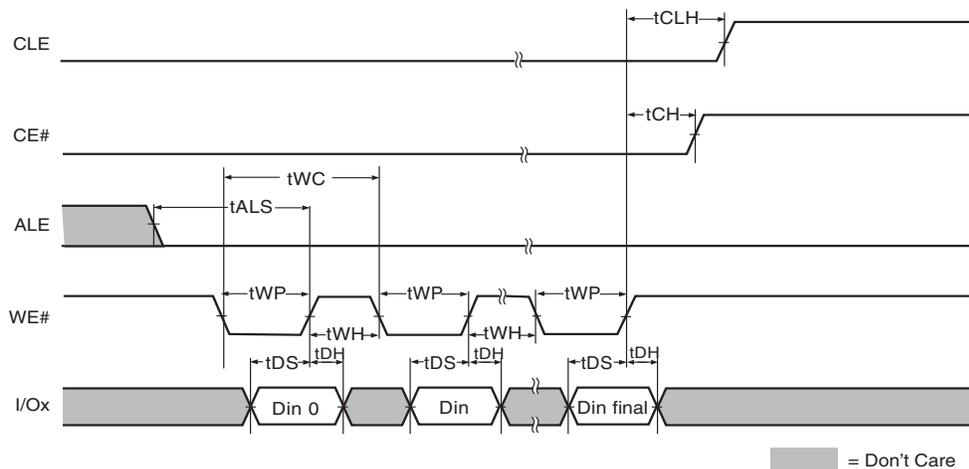 tCLH
CLE
tCH
CE#
tWC
tALS
ALE
tWP tWP tWP
WE#
tWH tWH
tDS tDH tDS tDH tDS tDH
I/Ox Din 0 Din Din final
= Don't Care